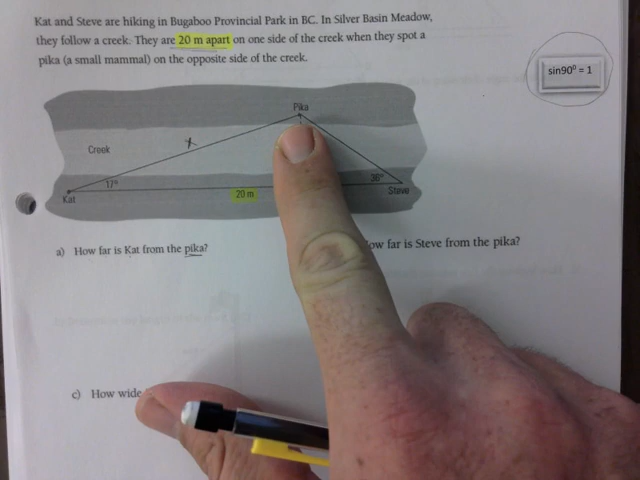 Kat and Steve are hiking in Bugaboo Provincial Park in BC. In Silver Basin Meadow,
they follow a creek. They are 20 m apart on one side of the creek when they spot a
pika (a small mammal) on the opposite side of the creek.
sin90⁰ = 1
Pika
x
Creek
17°
36°
Kat
20 m
Steve
a) How far is Kat from the pika?
far is Steve from the pika?
c) How wide